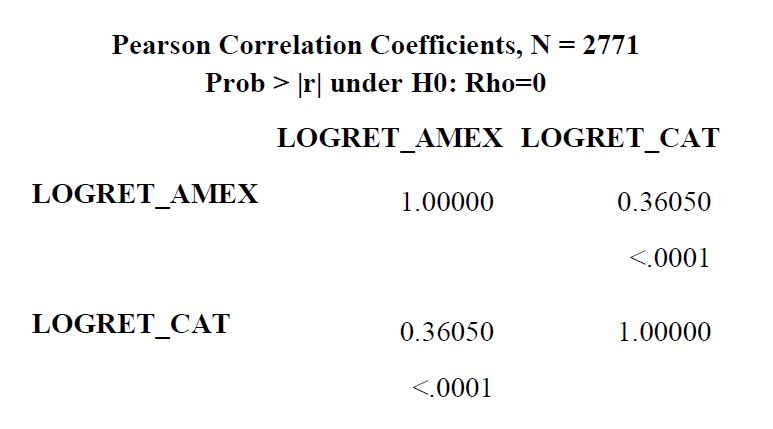 Pearson Correlation Coefficients, N = 2771
Prob > |r| under H0: Rho=0
LOGRET_AMEX LOGRET_CAT
LOGRET_AMEX 1.00000 0.36050
<.0001
LOGRET_CAT 0.36050 1.00000
<.0001